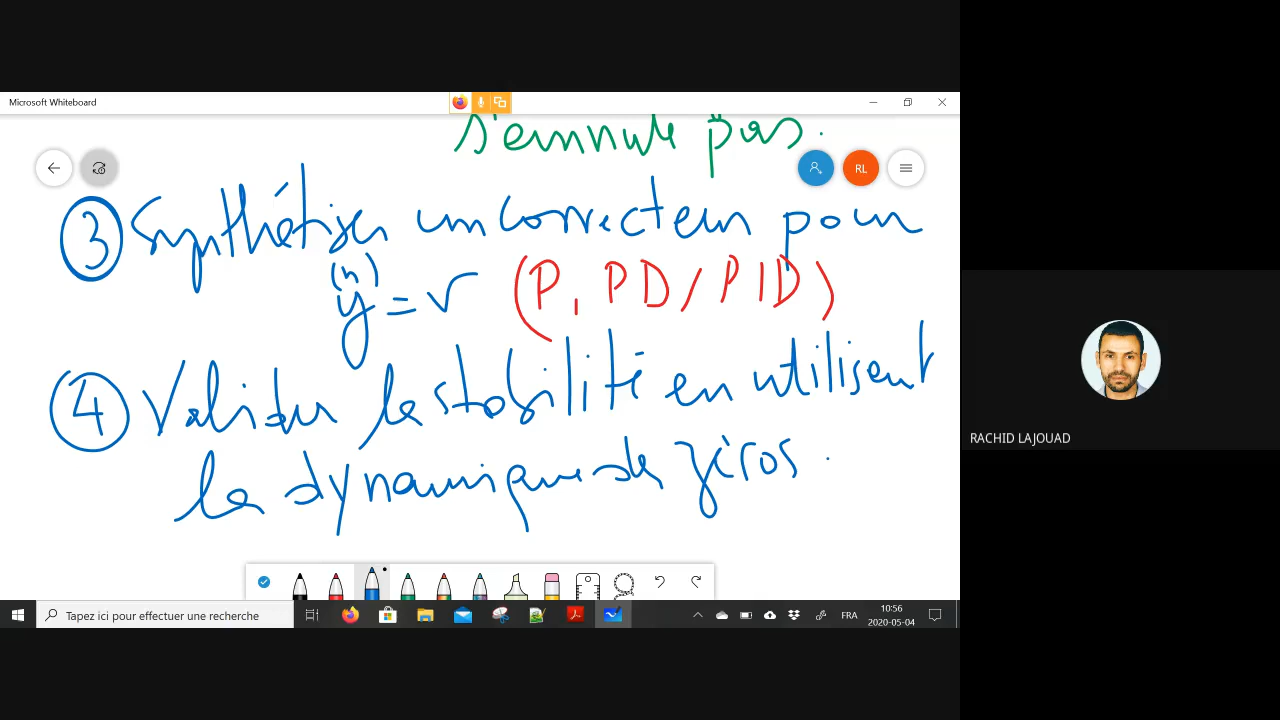 Microsoft Whiteboard
s'annule pas.
RL
③ Synthétiser un correcteur pour
y⁽ⁿ⁾ = v (P, PD / PID)
④ Valider la stabilité en utilisant
la dynamique de zéros.
RACHID LAJOUAD
Tapez ici pour effectuer une recherche
FRA
10:56
2020-05-04